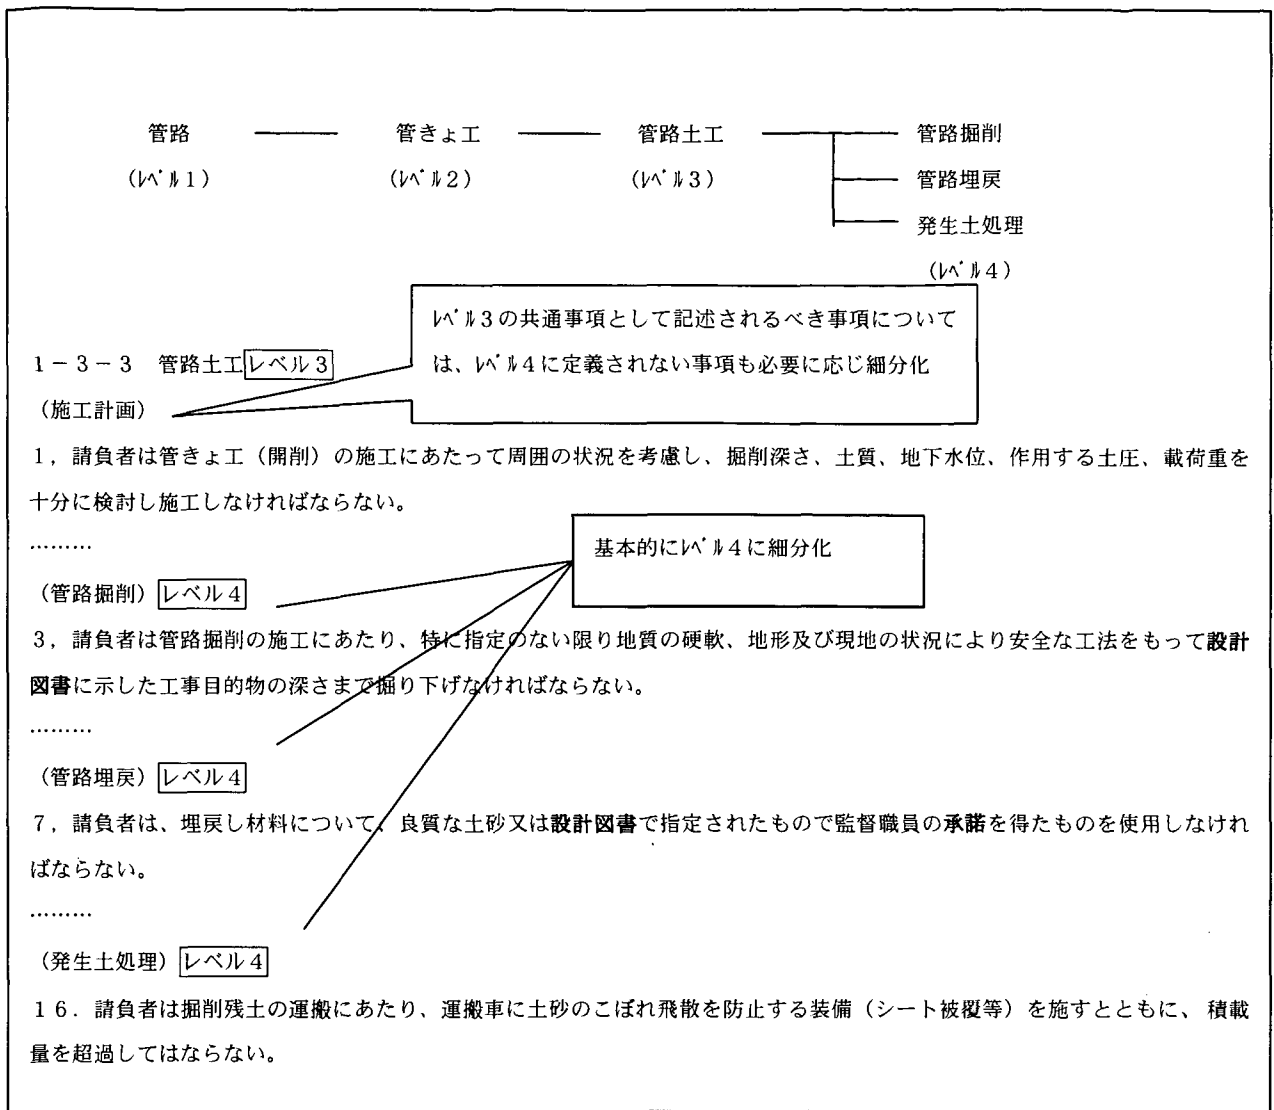 管路 管きょ工 管路土工 管路掘削
(ﾚﾍﾞﾙ1) (ﾚﾍﾞﾙ2) (ﾚﾍﾞﾙ3) 管路埋戻
発生土処理
(ﾚﾍﾞﾙ4)
ﾚﾍﾞﾙ3の共通事項として記述されるべき事項について
は、ﾚﾍﾞﾙ4に定義されない事項も必要に応じ細分化
1-3-3 管路土工レベル3
(施工計画)
1, 請負者は管きょ工(開削)の施工にあたって周囲の状況を考慮し、掘削深さ、土質、地下水位、作用する土圧、載荷重を
十分に検討し施工しなければならない。
………
基本的にﾚﾍﾞﾙ4に細分化
(管路掘削)レベル4
3, 請負者は管路掘削の施工にあたり、特に指定のない限り地質の硬軟、地形及び現地の状況により安全な工法をもって設計
図書に示した工事目的物の深さまで掘り下げなければならない。
………
(管路埋戻)レベル4
7, 請負者は、埋戻し材料について、良質な土砂又は設計図書で指定されたもので監督職員の承諾を得たものを使用しなけれ
ばならない。
………
(発生土処理)レベル4
16. 請負者は掘削残土の運搬にあたり、運搬車に土砂のこぼれ飛散を防止する装備(シート被覆等)を施すとともに、積載
量を超過してはならない。